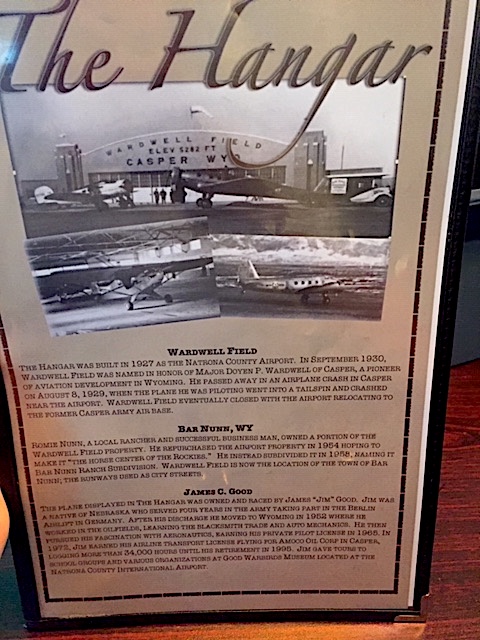 The Hangar
WARDWELL FIELD
ELEV 5282 FT
CASPER WYO
WARDWELL FIELD
THE HANGAR WAS BUILT IN 1927 AS THE NATRONA COUNTY AIRPORT. IN SEPTEMBER 1930,
WARDWELL FIELD WAS NAMED IN HONOR OF MAJOR DOYEN P. WARDWELL OF CASPER, A PIONEER
OF AVIATION DEVELOPMENT IN WYOMING. HE PASSED AWAY IN AN AIRPLANE CRASH IN CASPER
ON AUGUST 8, 1929, WHEN THE PLANE HE WAS PILOTING WENT INTO A TAILSPIN AND CRASHED
NEAR THE AIRPORT. WARDWELL FIELD EVENTUALLY CLOSED WITH THE AIRPORT RELOCATING TO
THE FORMER CASPER ARMY AIR BASE.
BAR NUNN, WY
ROMIE NUNN, A LOCAL RANCHER AND SUCCESSFUL BUSINESS MAN, OWNED A PORTION OF THE
WARDWELL FIELD PROPERTY. HE REPURCHASED THE AIRPORT PROPERTY IN 1954 HOPING TO
MAKE IT "THE HORSE CENTER OF THE ROCKIES." HE INSTEAD SUBDIVIDED IT IN 1958, NAMING IT
BAR NUNN RANCH SUBDIVISION. WARDWELL FIELD IS NOW THE LOCATION OF THE TOWN OF BAR
NUNN; THE RUNWAYS USED AS CITY STREETS.
JAMES C. GOOD
THE PLANE DISPLAYED IN THE HANGAR WAS OWNED AND RACED BY JAMES "JIM" GOOD. JIM WAS
A NATIVE OF NEBRASKA WHO SERVED FOUR YEARS IN THE ARMY TAKING PART IN THE BERLIN
AIRLIFT IN GERMANY. AFTER HIS DISCHARGE HE MOVED TO WYOMING IN 1952 WHERE HE
WORKED IN THE OILFIELDS, LEARNING THE BLACKSMITH TRADE AND AUTO MECHANICS. HE THEN
PURSUED HIS FASCINATION WITH AERONAUTICS, EARNING HIS PRIVATE PILOT LICENSE IN 1965. IN
1972, JIM EARNED HIS AIRLINE TRANSPORT LICENSE FLYING FOR AMOCO OIL CORP IN CASPER,
LOGGING MORE THAN 34,000 HOURS UNTIL HIS RETIREMENT IN 1995. JIM GAVE TOURS TO
SCHOOL GROUPS AND VARIOUS ORGANIZATIONS AT GOOD WARBIRDS MUSEUM LOCATED AT THE
NATRONA COUNTY INTERNATIONAL AIRPORT.